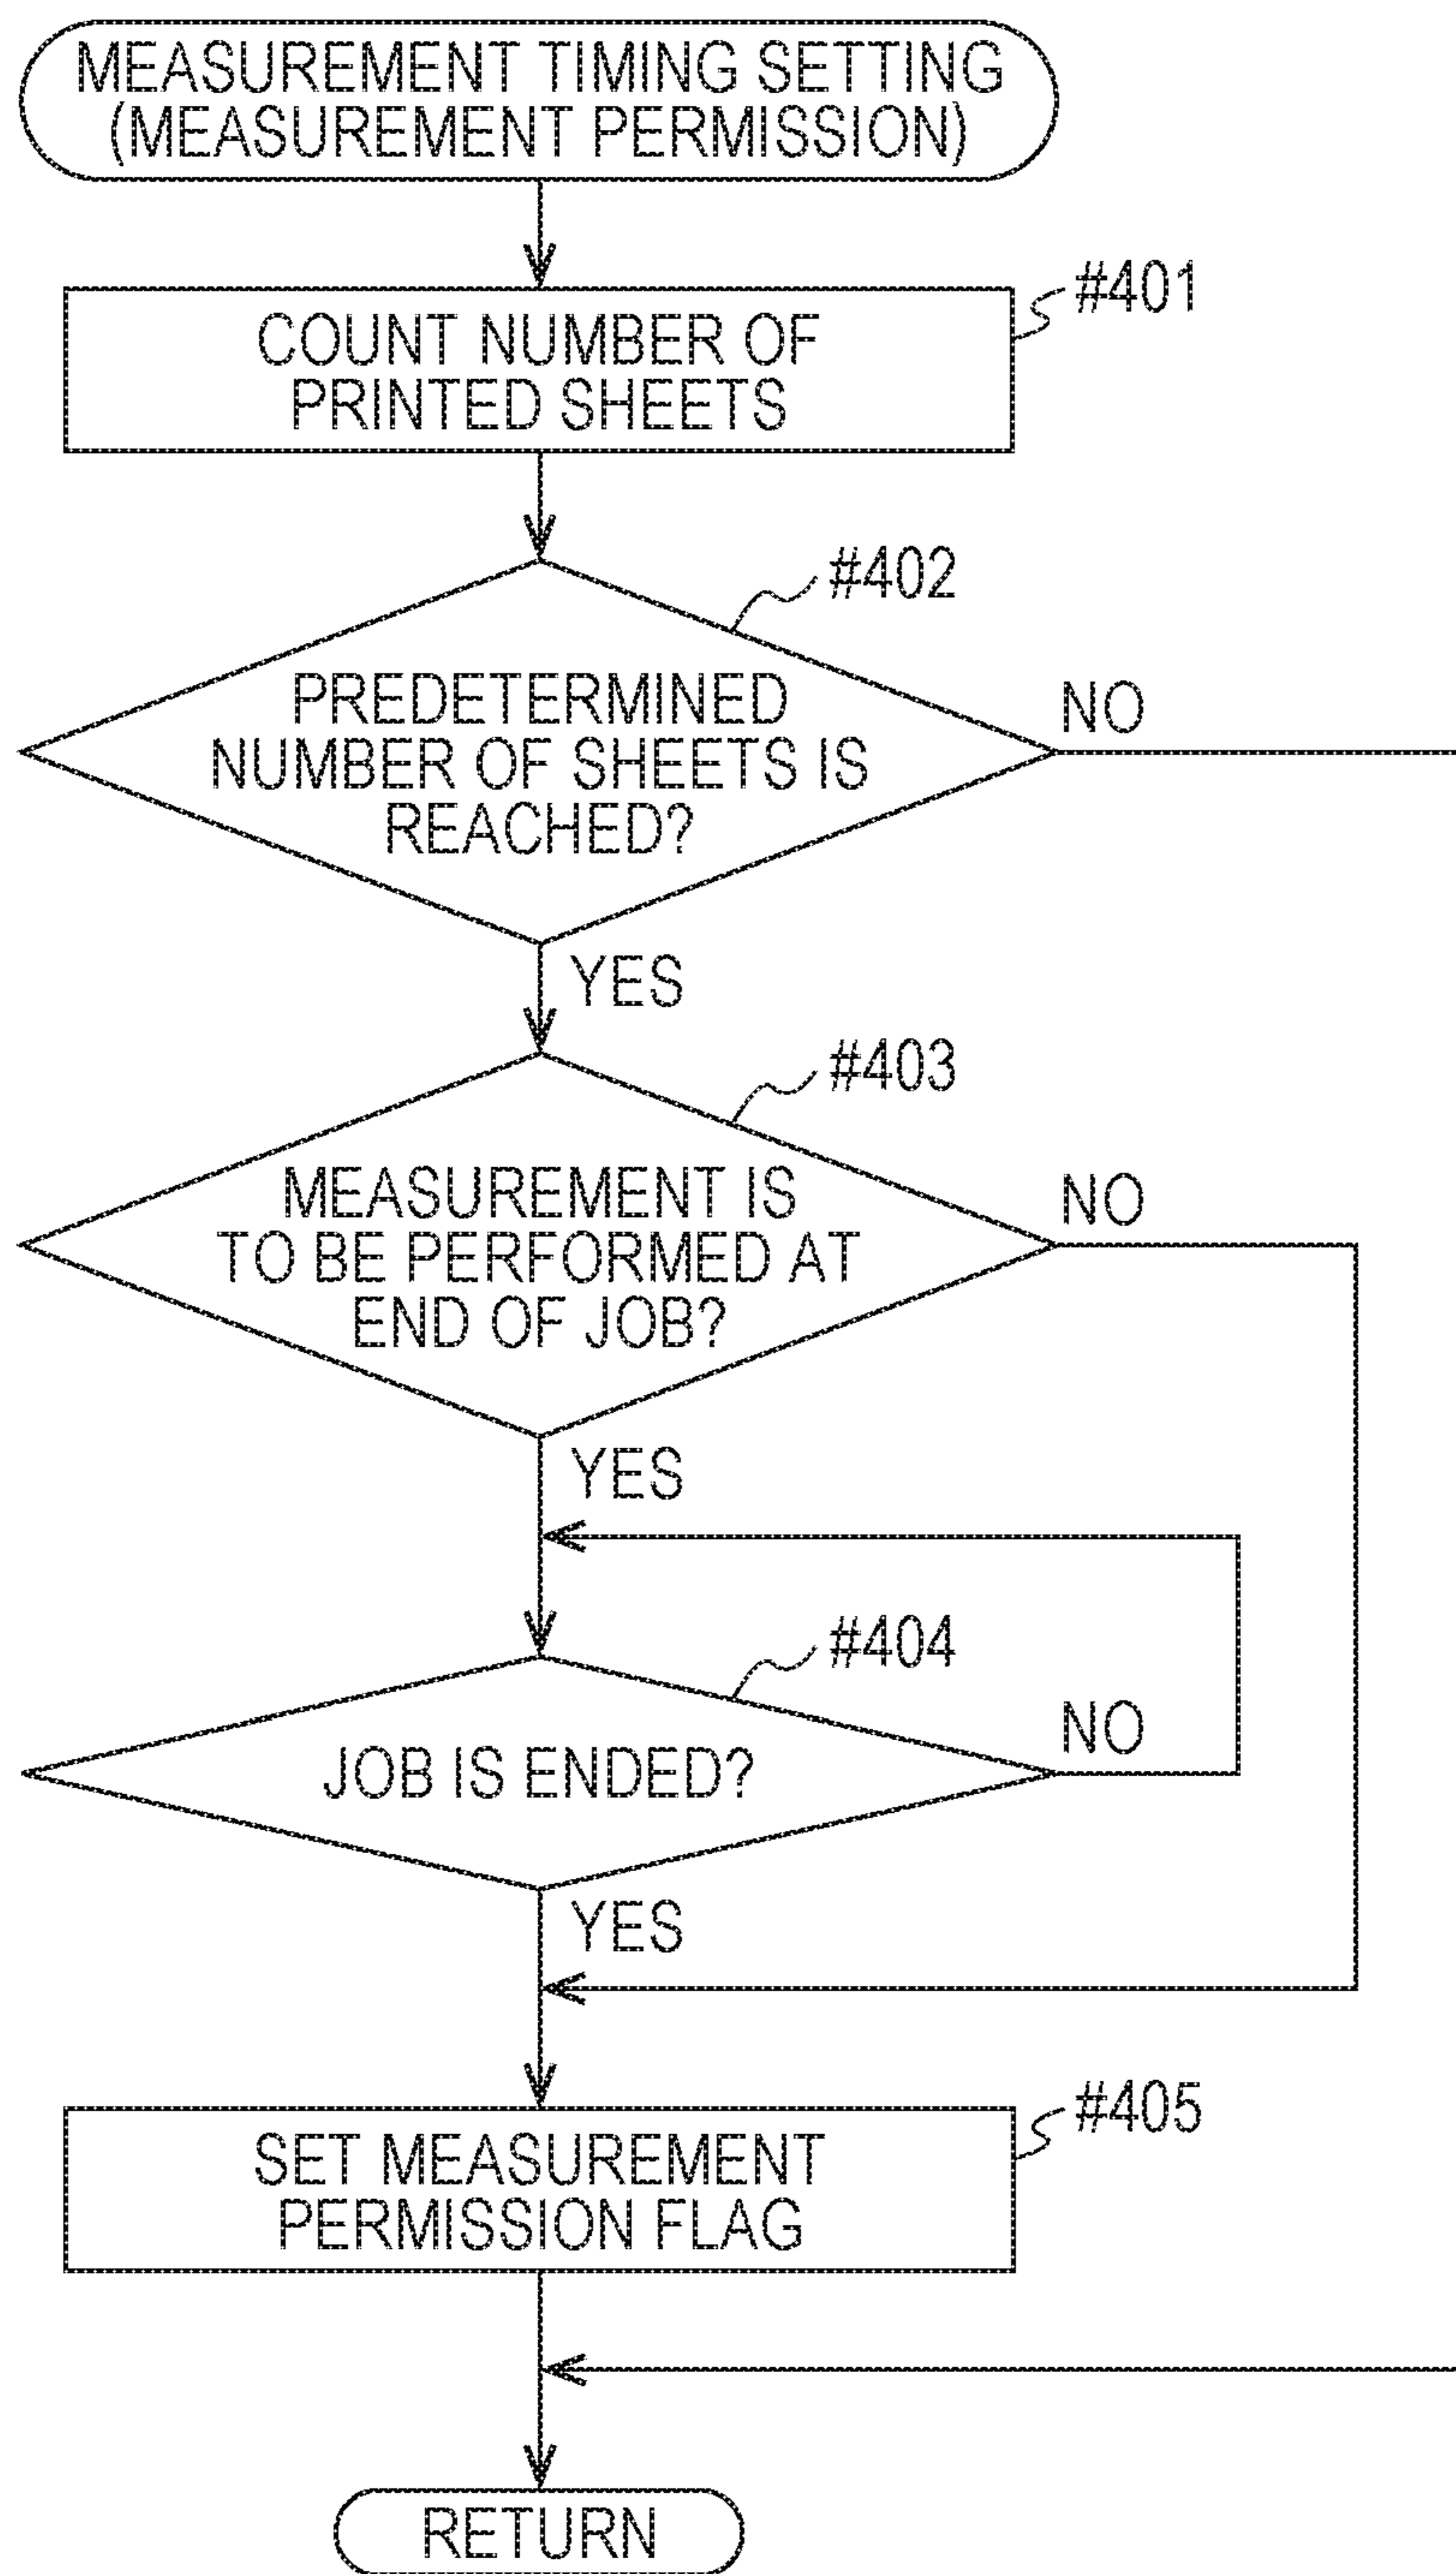 MEASUREMENT TIMING SETTING
(MEASUREMENT PERMISSION)
#401
COUNT NUMBER OF
PRINTED SHEETS
#402
PREDETERMINED
NUMBER OF SHEETS IS
REACHED?
NO
YES
#403
MEASUREMENT IS
TO BE PERFORMED AT
END OF JOB?
NO
YES
#404
JOB IS ENDED?
NO
YES
#405
SET MEASUREMENT
PERMISSION FLAG
RETURN